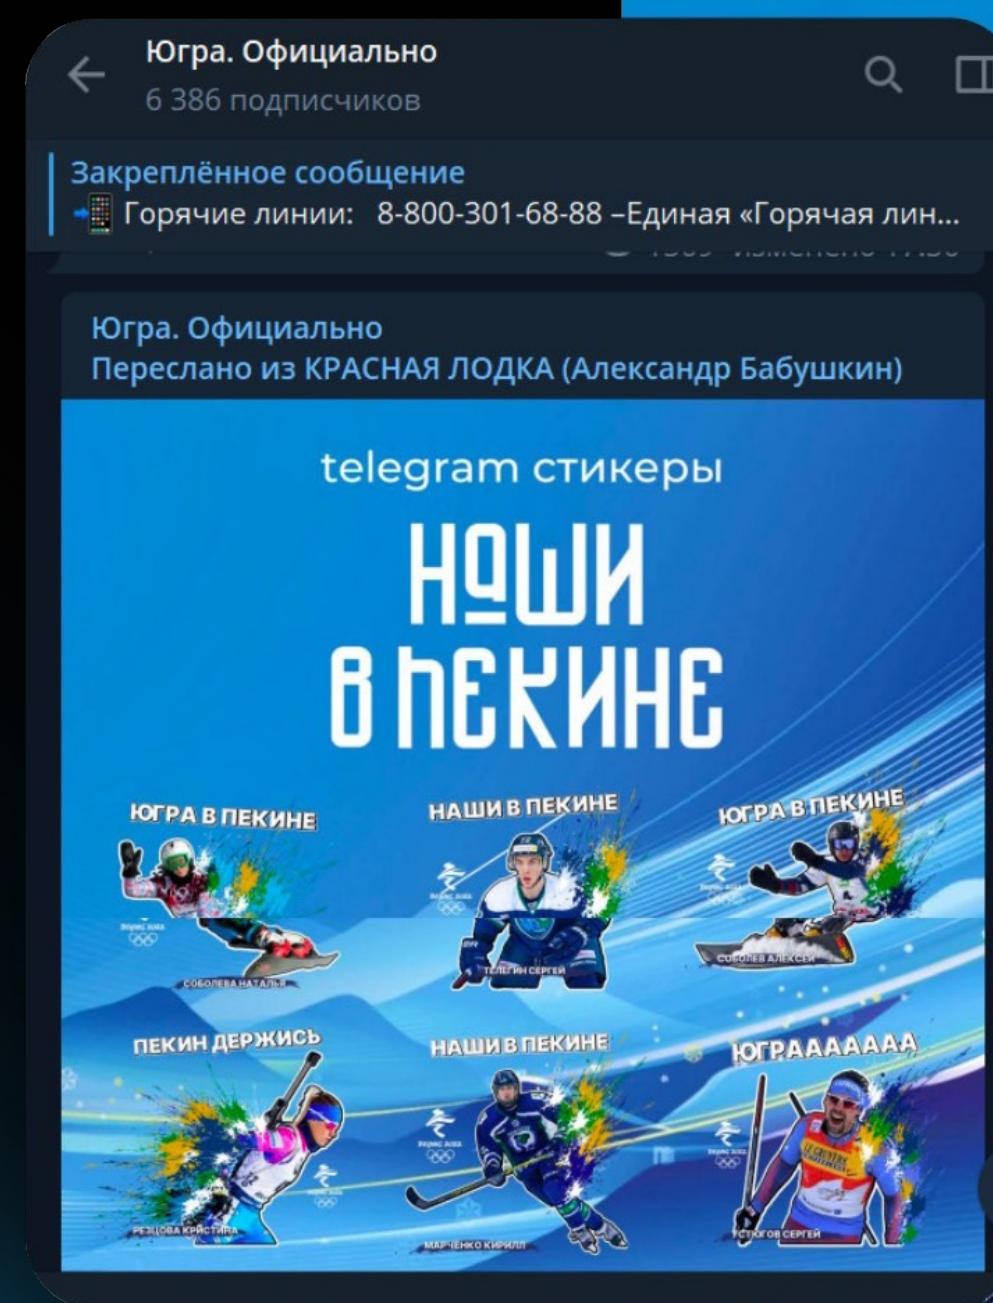 Югра. Официально
6 386 подписчиков
Закреплённое сообщение
Горячие линии: 8-800-301-68-88 –Единая «Горячая лин...
Югра. Официально
Переслано из КРАСНАЯ ЛОДКА (Александр Бабушкин)
telegram стикеры
НаШИ
В ПЕКИНЕ
ЮГРА В ПЕКИНЕ
НАШИ В ПЕКИНЕ
ЮГРА В ПЕКИНЕ
СОБОЛЕВА НАТАЛЬЯ
ТЕЛЕГИН СЕРГЕЙ
СОБОЛЕВ АЛЕКСЕЙ
ПЕКИН ДЕРЖИСЬ
НАШИ В ПЕКИНЕ
ЮГРААААААА
РЕЗЦОВА КРИСТИНА
МАРЧЕНКО КИРИЛЛ
УСТЮГОВ СЕРГЕЙ